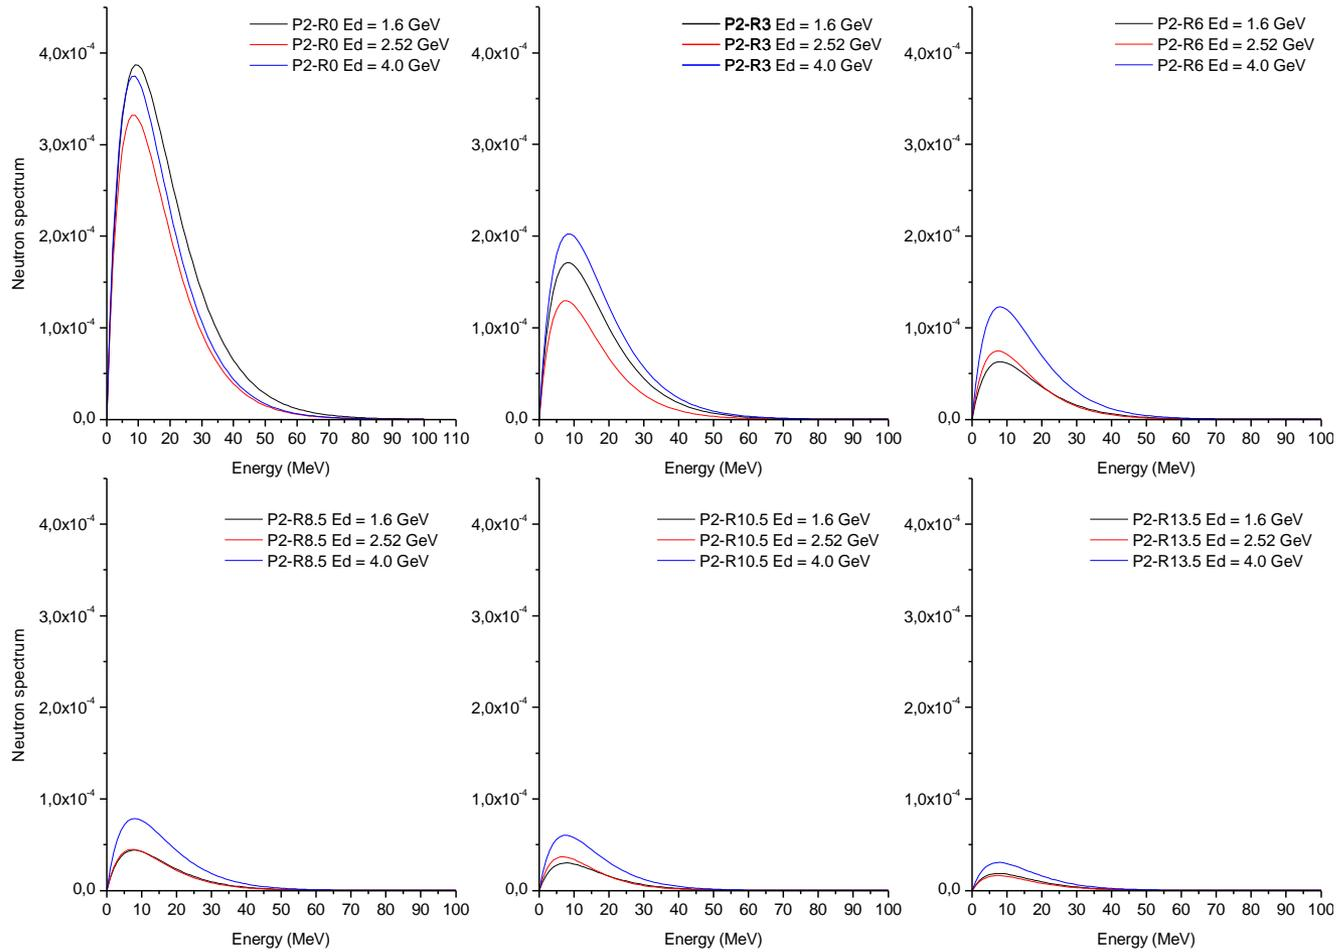 P2-R0 Ed = 1.6 GeV
P2-R0 Ed = 2.52 GeV
P2-R0 Ed = 4.0 GeV
4,0x10⁻⁴
3,0x10⁻⁴
2,0x10⁻⁴
1,0x10⁻⁴
0,0
Neutron spectrum
0 10 20 30 40 50 60 70 80 90 100 110
Energy (MeV)
P2-R3 Ed = 1.6 GeV
P2-R3 Ed = 2.52 GeV
P2-R3 Ed = 4.0 GeV
4,0x10⁻⁴
3,0x10⁻⁴
2,0x10⁻⁴
1,0x10⁻⁴
0,0
0 10 20 30 40 50 60 70 80 90 100
Energy (MeV)
P2-R6 Ed = 1.6 GeV
P2-R6 Ed = 2.52 GeV
P2-R6 Ed = 4.0 GeV
4,0x10⁻⁴
3,0x10⁻⁴
2,0x10⁻⁴
1,0x10⁻⁴
0,0
0 10 20 30 40 50 60 70 80 90 100
Energy (MeV)
P2-R8.5 Ed = 1.6 GeV
P2-R8.5 Ed = 2.52 GeV
P2-R8.5 Ed = 4.0 GeV
4,0x10⁻⁴
3,0x10⁻⁴
2,0x10⁻⁴
1,0x10⁻⁴
0,0
Neutron spectrum
0 10 20 30 40 50 60 70 80 90 100
Energy (MeV)
P2-R10.5 Ed = 1.6 GeV
P2-R10.5 Ed = 2.52 GeV
P2-R10.5 Ed = 4.0 GeV
4,0x10⁻⁴
3,0x10⁻⁴
2,0x10⁻⁴
1,0x10⁻⁴
0,0
0 10 20 30 40 50 60 70 80 90 100
Energy (MeV)
P2-R13.5 Ed = 1.6 GeV
P2-R13.5 Ed = 2.52 GeV
P2-R13.5 Ed = 4.0 GeV
4,0x10⁻⁴
3,0x10⁻⁴
2,0x10⁻⁴
1,0x10⁻⁴
0,0
0 10 20 30 40 50 60 70 80 90 100
Energy (MeV)